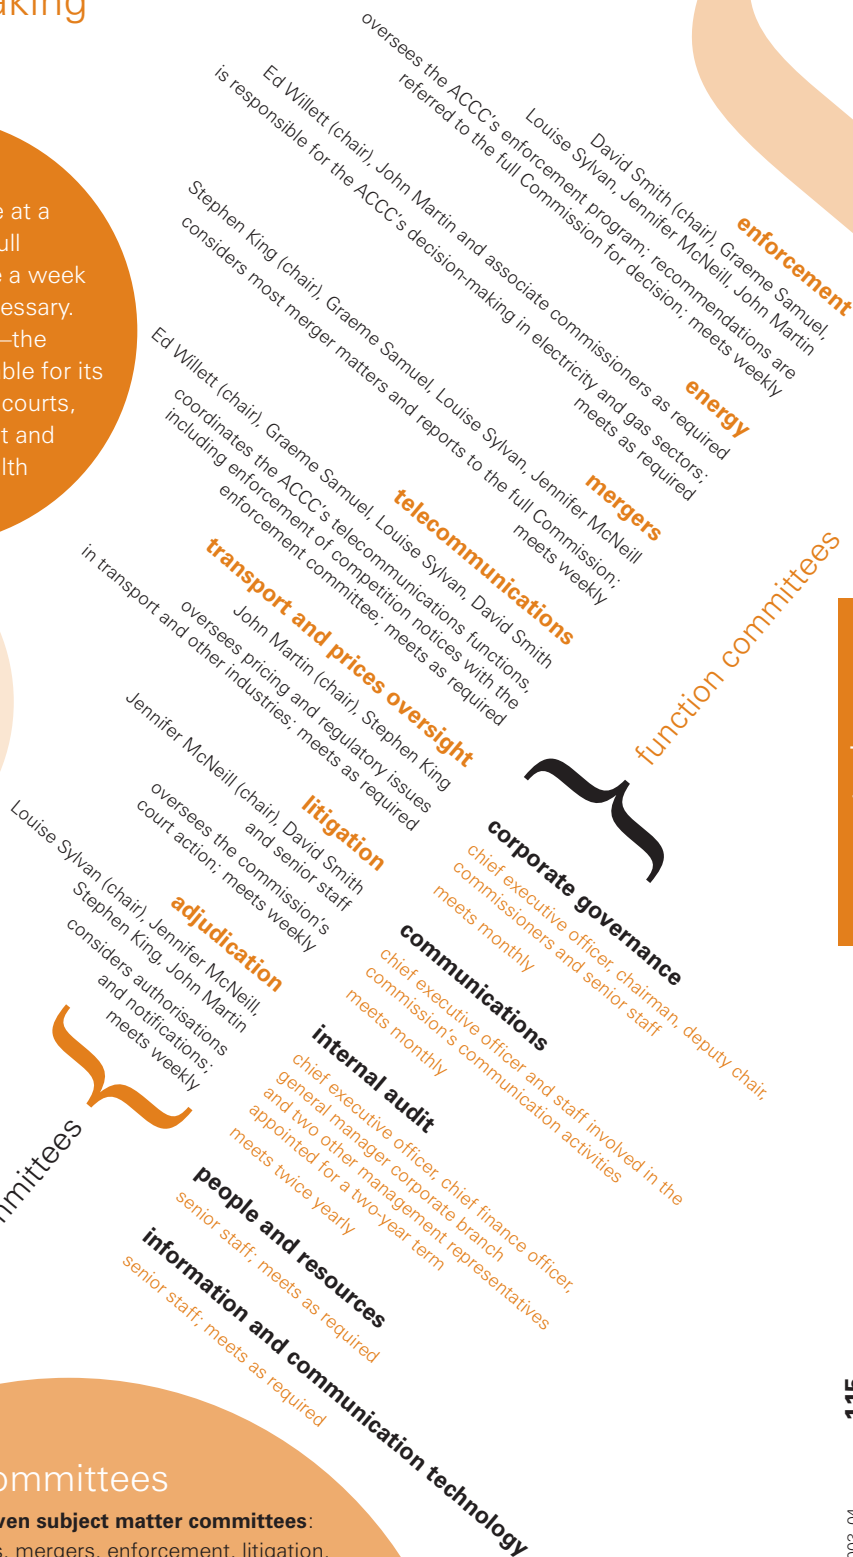 aking
e at a
ull
e a week
essary.
—the
ble for its
courts,
t and
lth
enforcement
David Smith (chair), Graeme Samuel,
Louise Sylvan, Jennifer McNeill, John Martin
oversees the ACCC's enforcement program; recommendations are
referred to the full Commission for decision; meets weekly
energy
Ed Willett (chair), John Martin and associate commissioners as required
is responsible for the ACCC's decision-making in electricity and gas sectors;
meets as required
mergers
Stephen King (chair), Graeme Samuel, Louise Sylvan, Jennifer McNeill
considers most merger matters and reports to the full Commission;
meets weekly
telecommunications
Ed Willett (chair), Graeme Samuel, Louise Sylvan, David Smith
coordinates the ACCC's telecommunications functions,
including enforcement of competition notices with the
enforcement committee; meets as required
transport and prices oversight
John Martin (chair), Stephen King
oversees pricing and regulatory issues
in transport and other industries; meets as required
litigation
Jennifer McNeill (chair), David Smith
and senior staff
oversees the commission's
court action; meets weekly
adjudication
Louise Sylvan (chair), Jennifer McNeill,
Stephen King, John Martin
considers authorisations
and notifications;
meets weekly
mmittees
function committees
corporate governance
chief executive officer, chairman, deputy chair,
commissioners and senior staff
meets monthly
communications
chief executive officer and staff involved in the
commission's communication activities
meets monthly
internal audit
chief executive officer, chief finance officer,
general manager corporate branch
and two other management representatives
appointed for a two-year term
meets twice yearly
people and resources
senior staff; meets as required
information and communication technology
senior staff; meets as required
ommittees
ven subject matter committees:
s, mergers, enforcement, litigation,
115
003–04